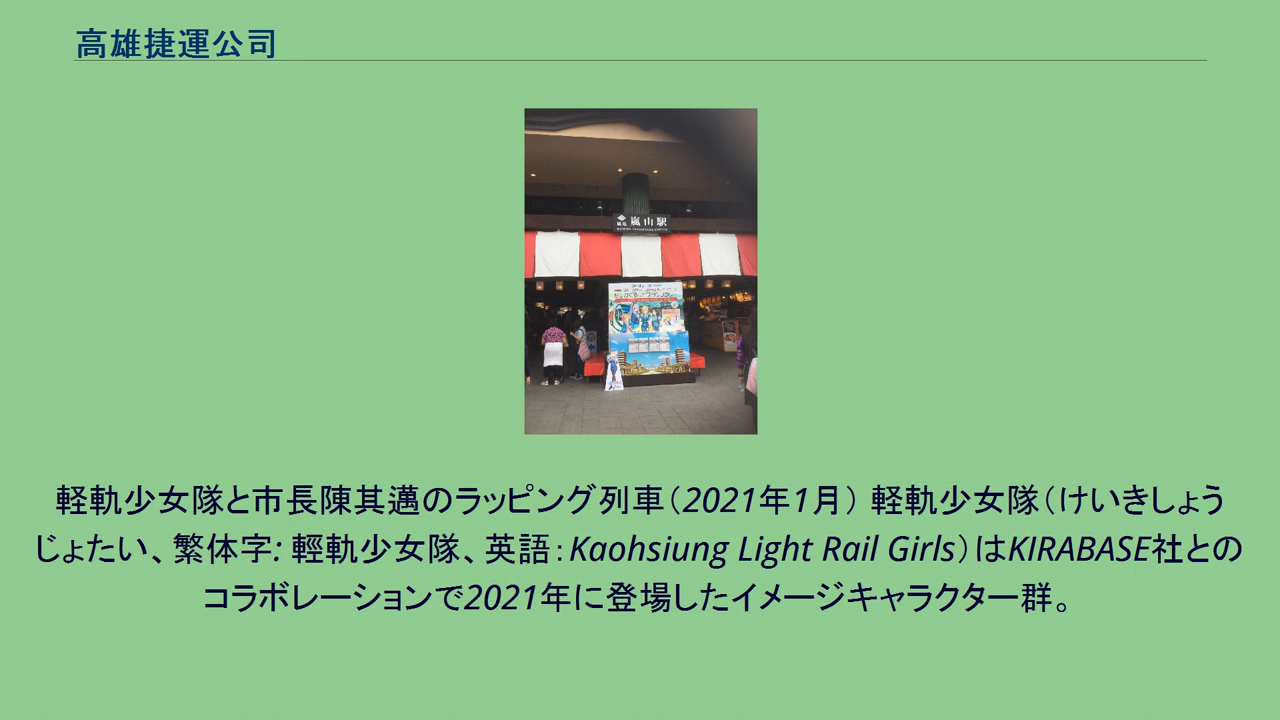 高雄捷運公司
嵐山駅
軽軌少女隊と市長陳其邁のラッピング列車（2021年1月） 軽軌少女隊（けいきしょう
じょたい、繁体字: 輕軌少女隊、英語：Kaohsiung Light Rail Girls）はKIRABASE社との
コラボレーションで2021年に登場したイメージキャラクター群。